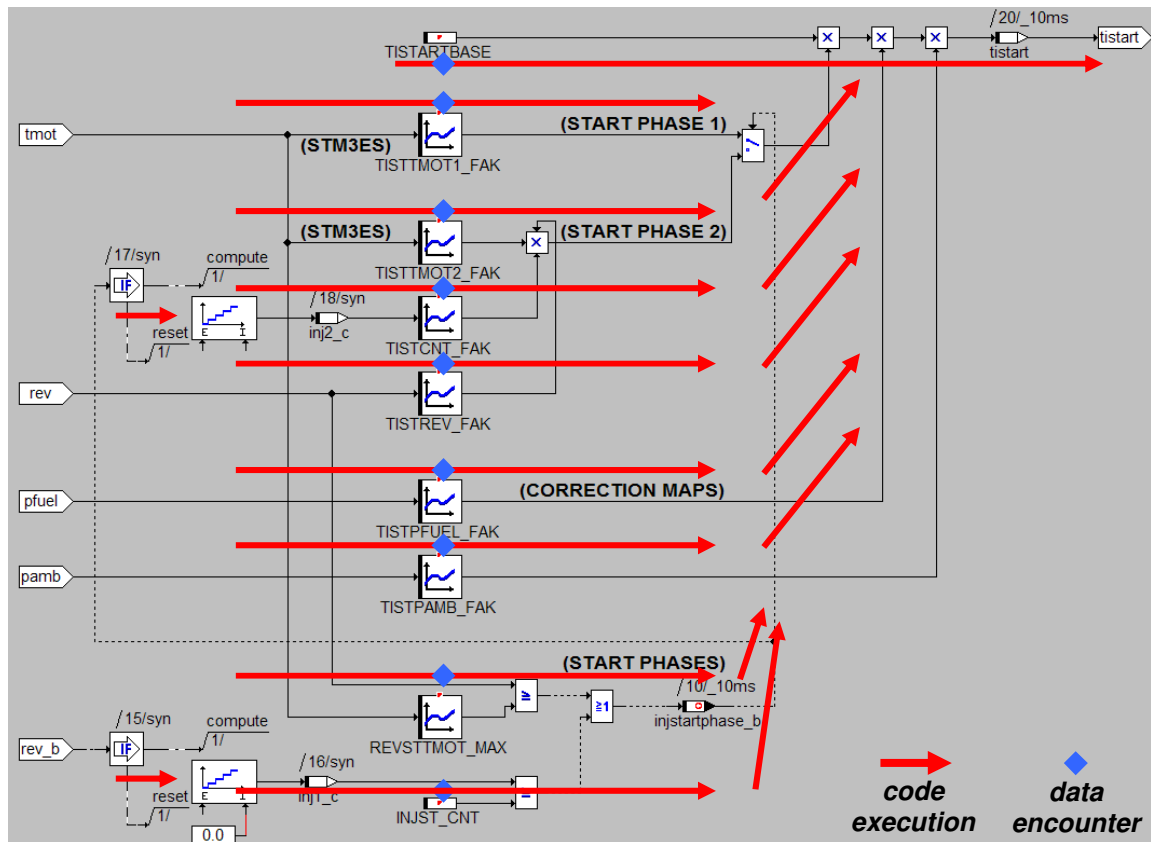 /20/_10ms
TISTARTBASE
tistart
tistart
tmot
(STM3ES)
(START PHASE 1)
TISTTMOT1_FAK
(STM3ES)
(START PHASE 2)
TISTTMOT2_FAK
/17/syn
compute
IF
1/
/18/syn
reset
1/
E I
inj2_c
TISTCNT_FAK
rev
TISTREV_FAK
pfuel
(CORRECTION MAPS)
TISTPFUEL_FAK
pamb
TISTPAMB_FAK
(START PHASES)
/10/_10ms
≥
≥1
injstartphase_b
/15/syn
compute
REVSTTMOT_MAX
rev_b
IF
1/
/16/syn
reset
1/
E I
inj1_c
=
INJST_CNT
0.0
code
execution
data
encounter